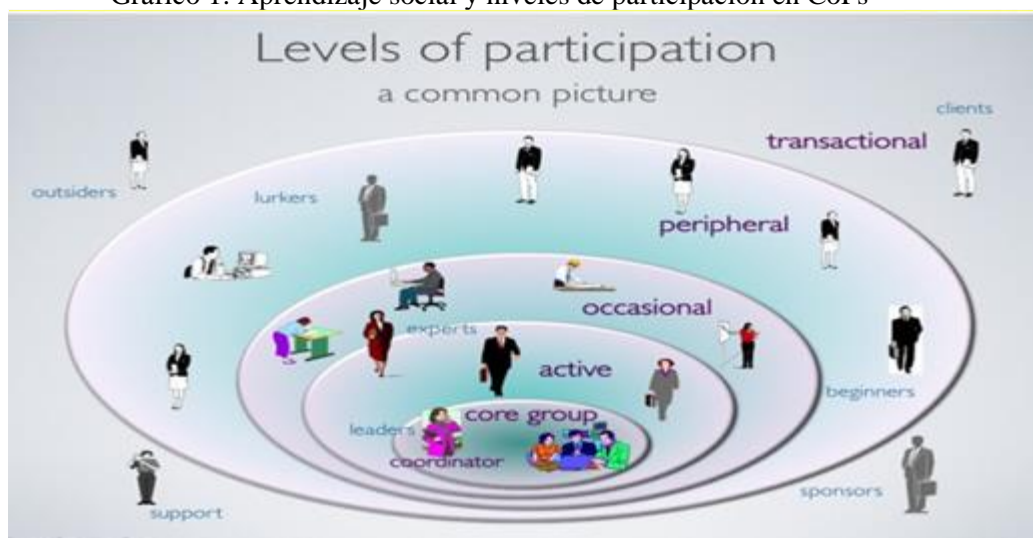 Gráfico 1: Aprendizaje social y niveles de participación en CoPs
Levels of participation
a common picture
clients
transactional
outsiders
lurkers
peripheral
occasional
experts
active
beginners
core group
leaders
coordinator
sponsors
support